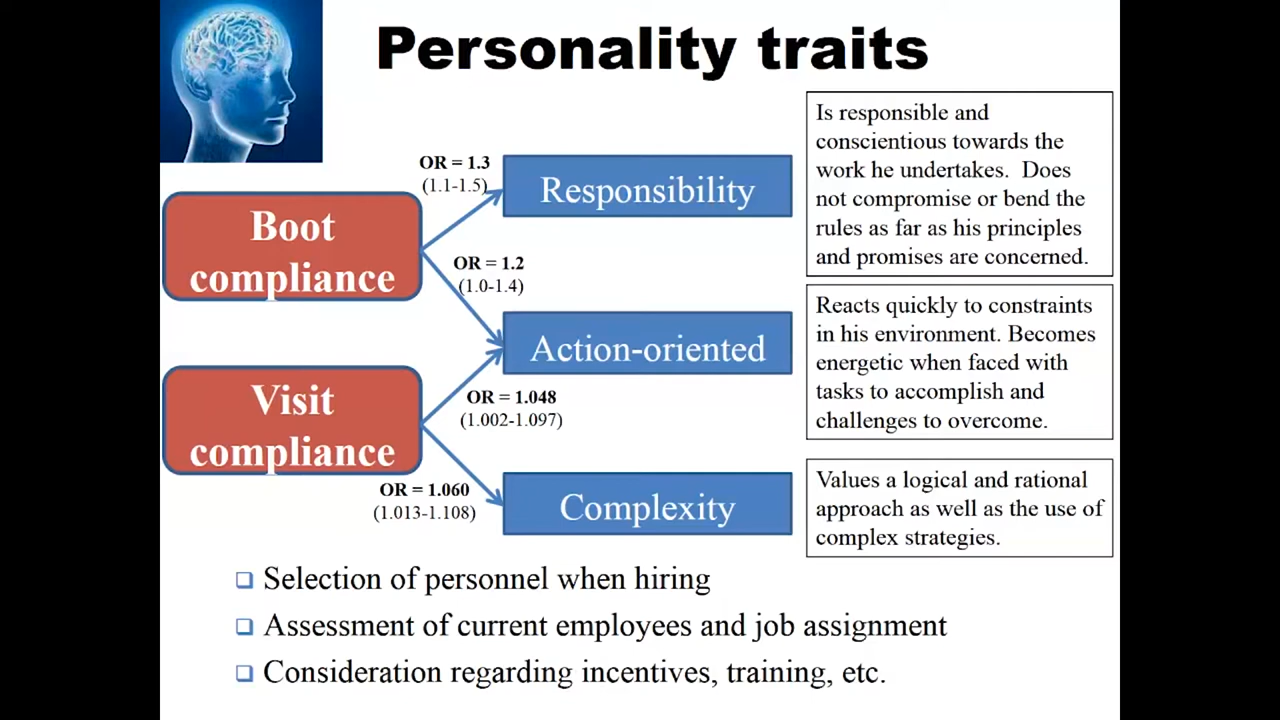 Personality traits
OR = 1.3
(1.1-1.5)
Responsibility
Is responsible and
conscientious towards the
work he undertakes.  Does
not compromise or bend the
rules as far as his principles
and promises are concerned.
Boot
compliance
OR = 1.2
(1.0-1.4)
Action-oriented
Reacts quickly to constraints
in his environment. Becomes
energetic when faced with
tasks to accomplish and
challenges to overcome.
Visit
compliance
OR = 1.048
(1.002-1.097)
OR = 1.060
(1.013-1.108)
Complexity
Values a logical and rational
approach as well as the use of
complex strategies.
❑ Selection of personnel when hiring
❑ Assessment of current employees and job assignment
❑ Consideration regarding incentives, training, etc.